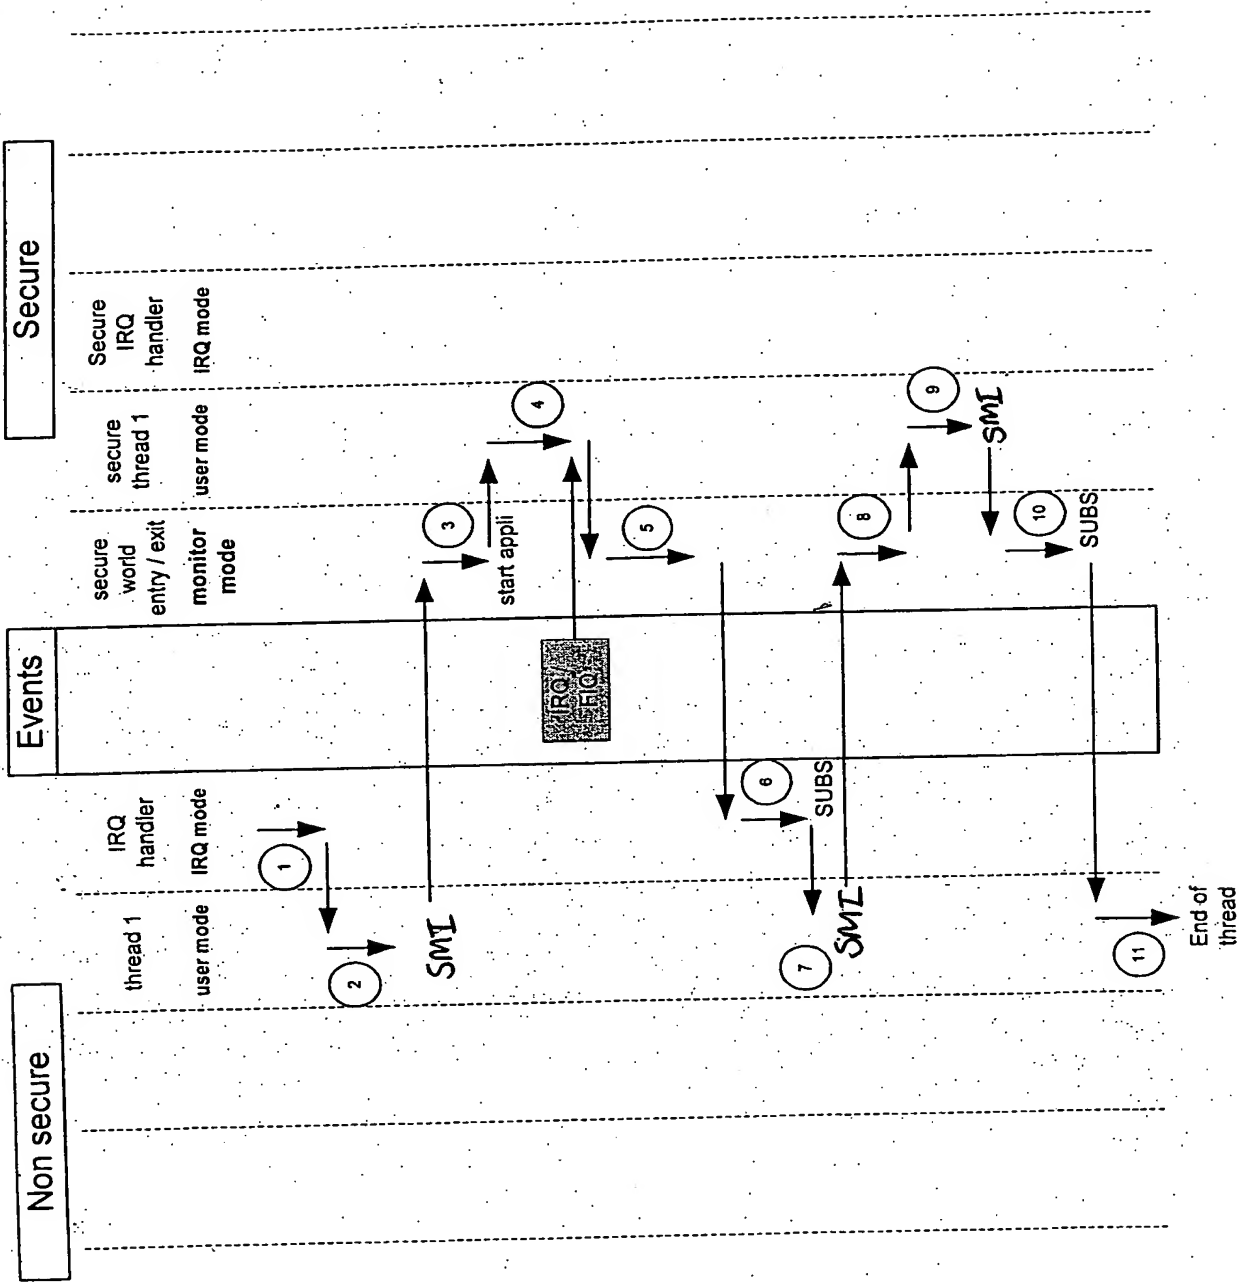 Non secure
Events
Secure
thread 1
user mode
IRQ
handler
IRQ mode
secure
world
entry / exit
monitor
mode
secure
thread 1
user mode
Secure
IRQ
handler
IRQ mode
1
2
SMI
3
start appli
4
IRQ /
FIQ
5
6
SUBS
7
SMI
8
9
SMI
10
SUBS
11
End of
thread